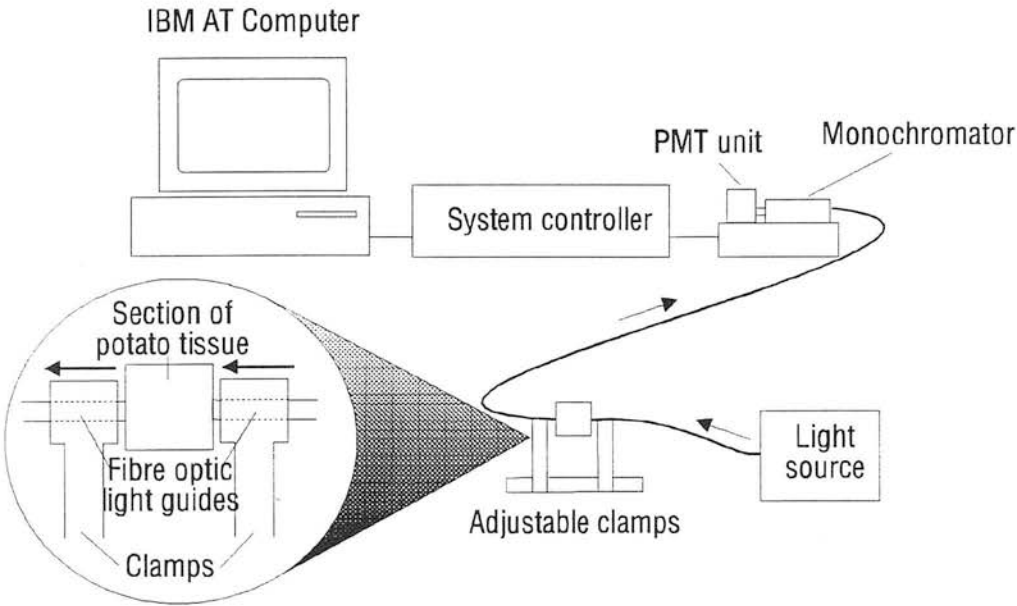 IBM AT Computer
PMT unit
Monochromator
System controller
Section of
potato tissue
Fibre optic
light guides
Clamps
Light
source
Adjustable clamps